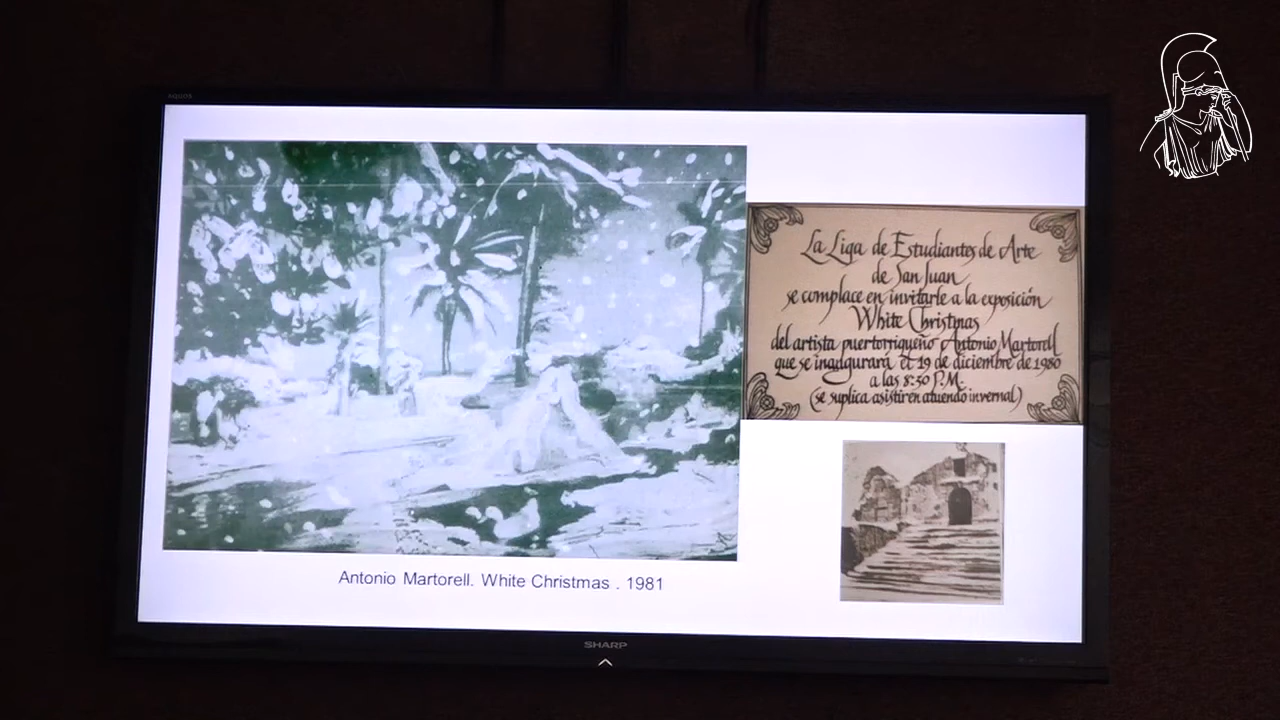 AQUOS
La Liga de Estudiantes de Arte
de San Juan
se complace en invitarle a la exposición
White Christmas
del artista puertorriqueño Antonio Martorell
que se inaugurará el 19 de diciembre de 1980
a las 8:30 P.M.
(se suplica asistir en atuendo invernal)
Antonio Martorell. White Christmas . 1981
SHARP